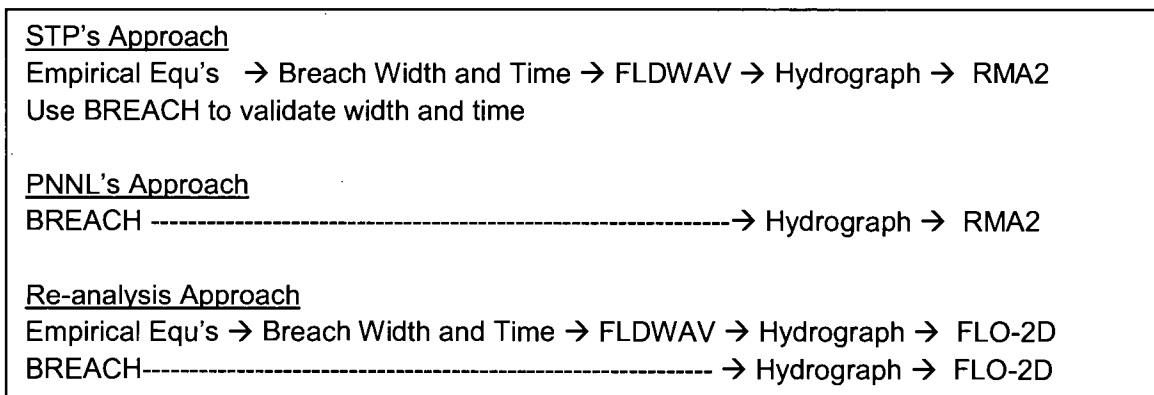 STP's Approach
Empirical Equ's → Breach Width and Time → FLDWAV → Hydrograph → RMA2
Use BREACH to validate width and time
PNNL's Approach
BREACH --------------------------------------------------------------→ Hydrograph → RMA2
Re-analysis Approach
Empirical Equ's → Breach Width and Time → FLDWAV → Hydrograph → FLO-2D
BREACH------------------------------------------------------------- → Hydrograph → FLO-2D